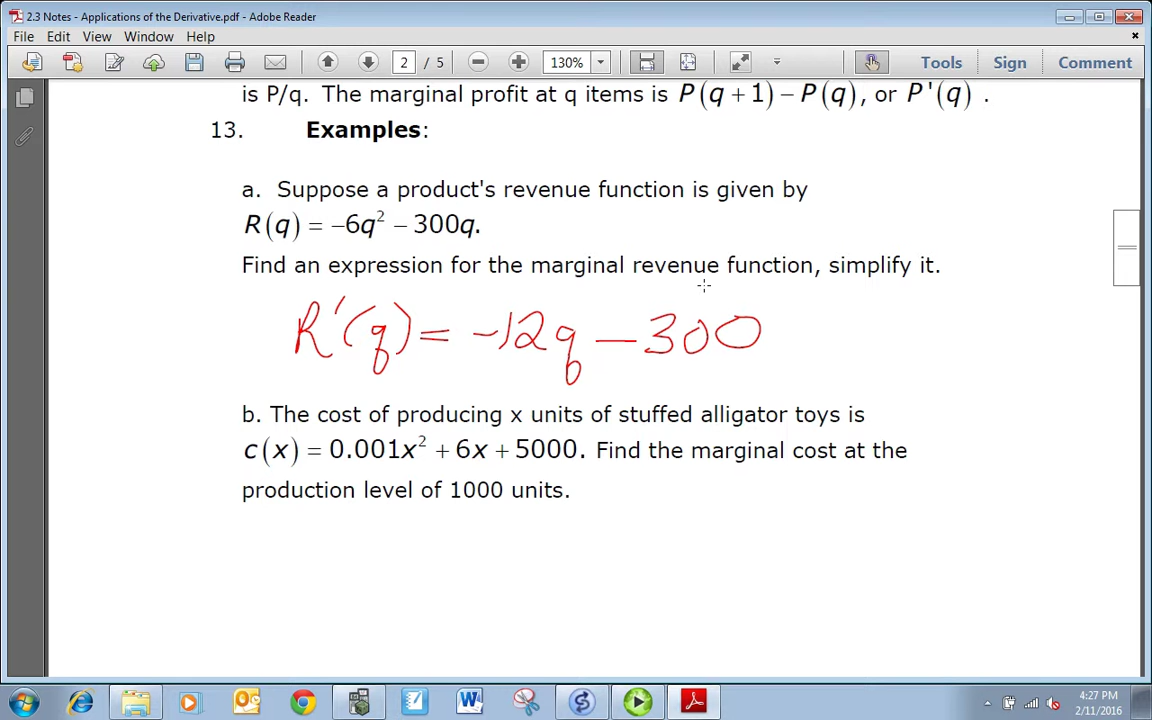 2.3 Notes - Applications of the Derivative.pdf - Adobe Reader
File Edit View Window Help
2 / 5 130% Tools Sign Comment
is P/q. The marginal profit at q items is P(q + 1) − P(q), or P'(q) .
13. Examples:
a. Suppose a product's revenue function is given by
R(q) = −6q² − 300q.
Find an expression for the marginal revenue function, simplify it.
R'(q) = -12q - 300
b. The cost of producing x units of stuffed alligator toys is
c(x) = 0.001x² + 6x + 5000. Find the marginal cost at the
production level of 1000 units.
4:27 PM
2/11/2016